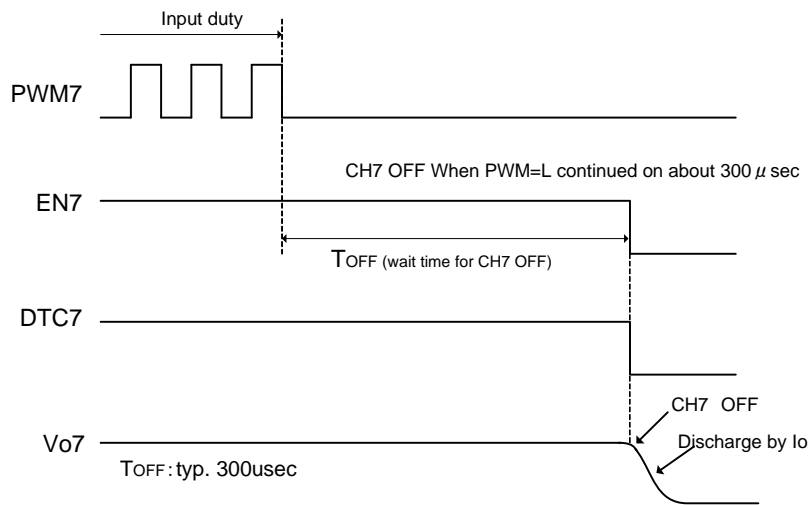 Input duty
PWM7
CH7 OFF When PWM=L continued on about 300 μ sec
EN7
TOFF (wait time for CH7 OFF)
DTC7
CH7 OFF
Vo7
Discharge by Io
TOFF : typ. 300usec